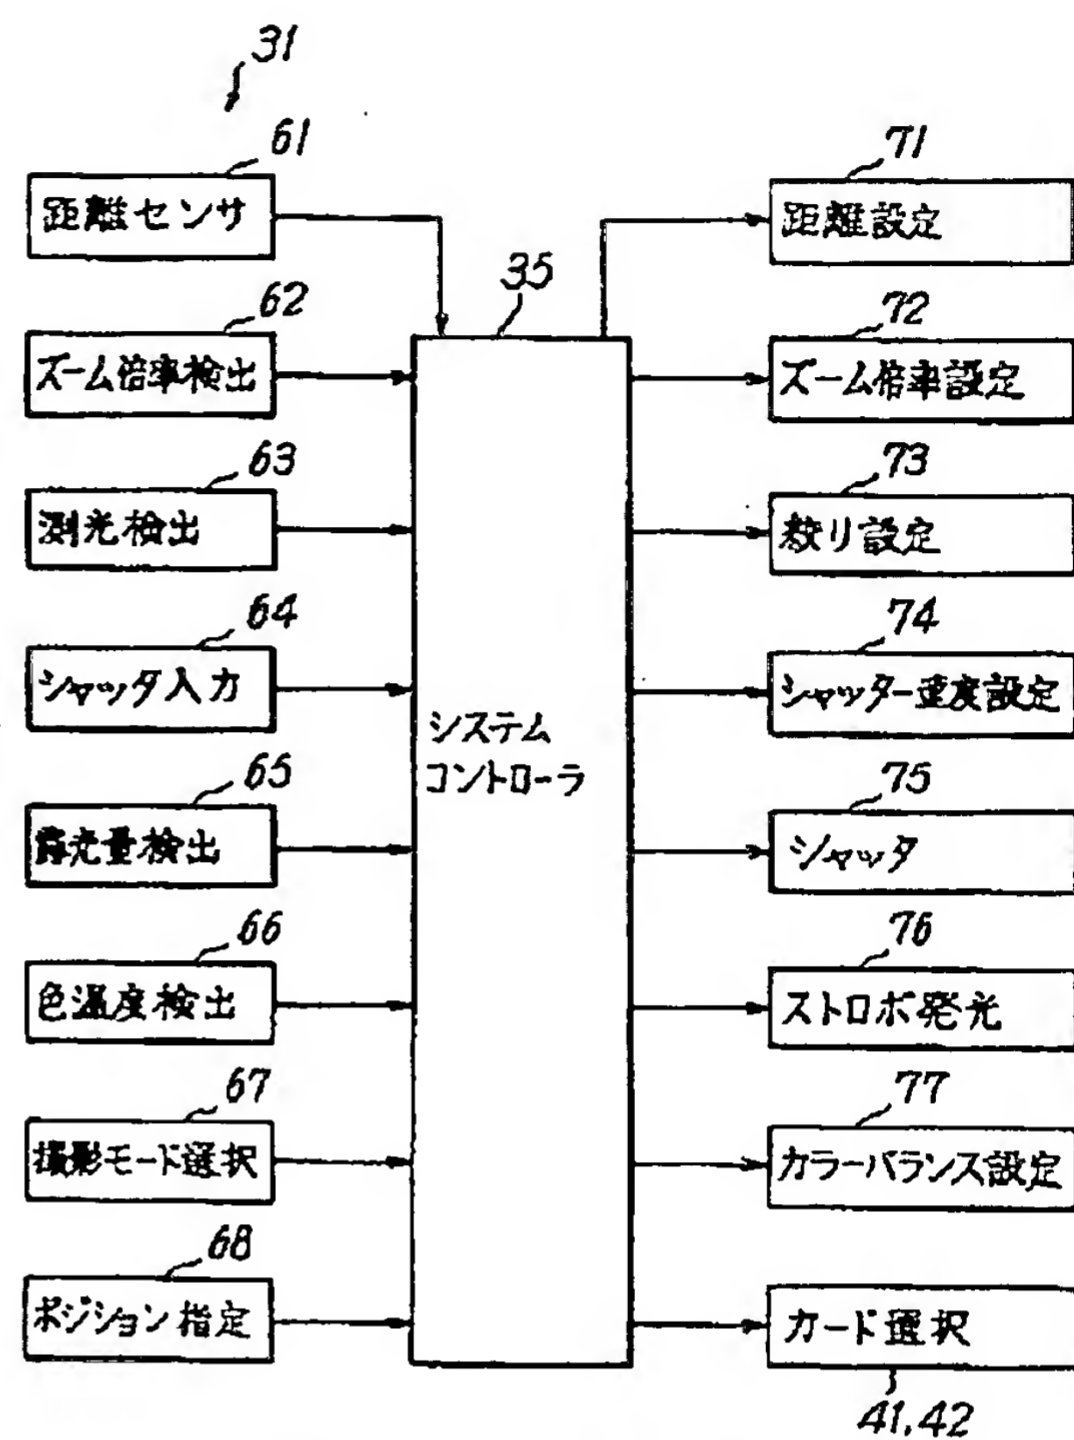 31
61
距離センサ
62
ズーム倍率検出
63
測光検出
64
シャッタ入力
65
露光量検出
66
色温度検出
67
撮影モード選択
68
ポジション指定
35
システム
コントローラ
71
距離設定
72
ズーム倍率設定
73
絞り設定
74
シャッター速度設定
75
シャッタ
76
ストロボ発光
77
カラーバランス設定
カード選択
41,42